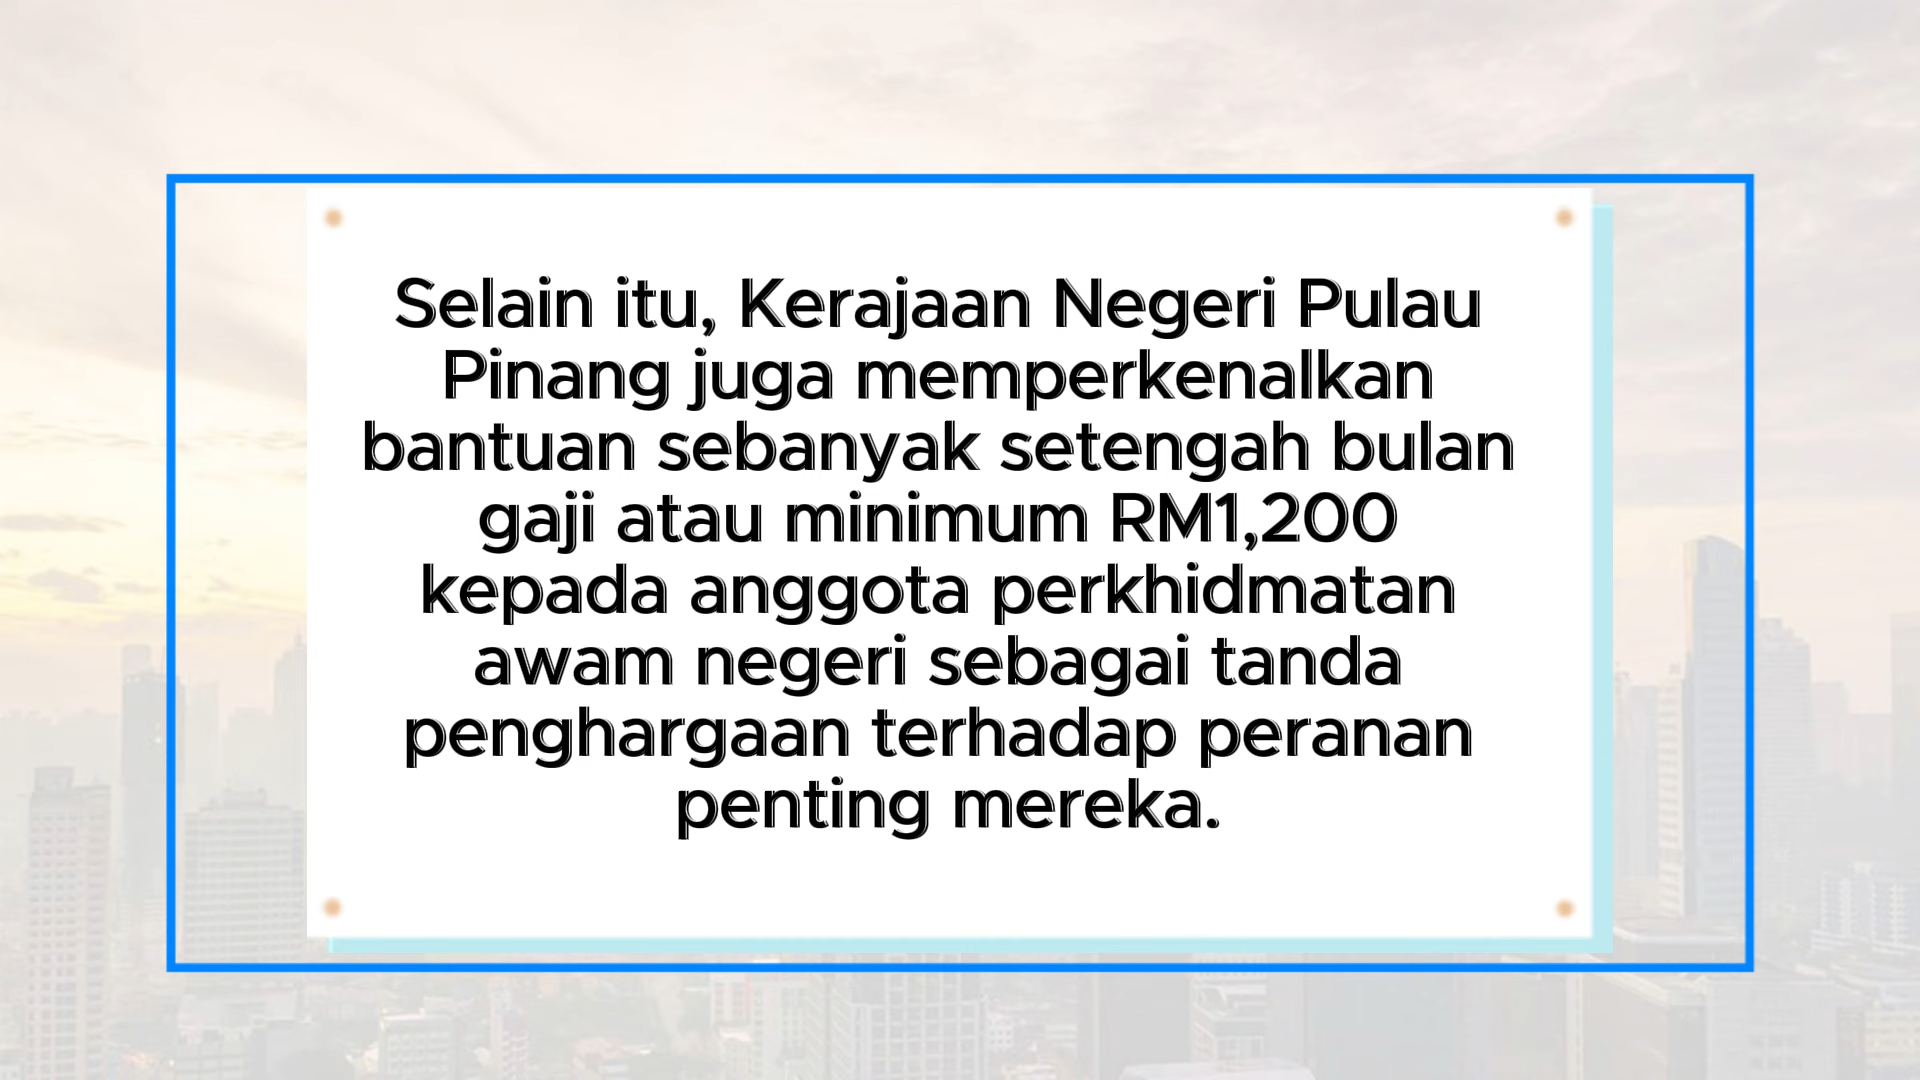 Selain itu, Kerajaan Negeri Pulau
Pinang juga memperkenalkan
bantuan sebanyak setengah bulan
gaji atau minimum RM1,200
kepada anggota perkhidmatan
awam negeri sebagai tanda
penghargaan terhadap peranan
penting mereka.